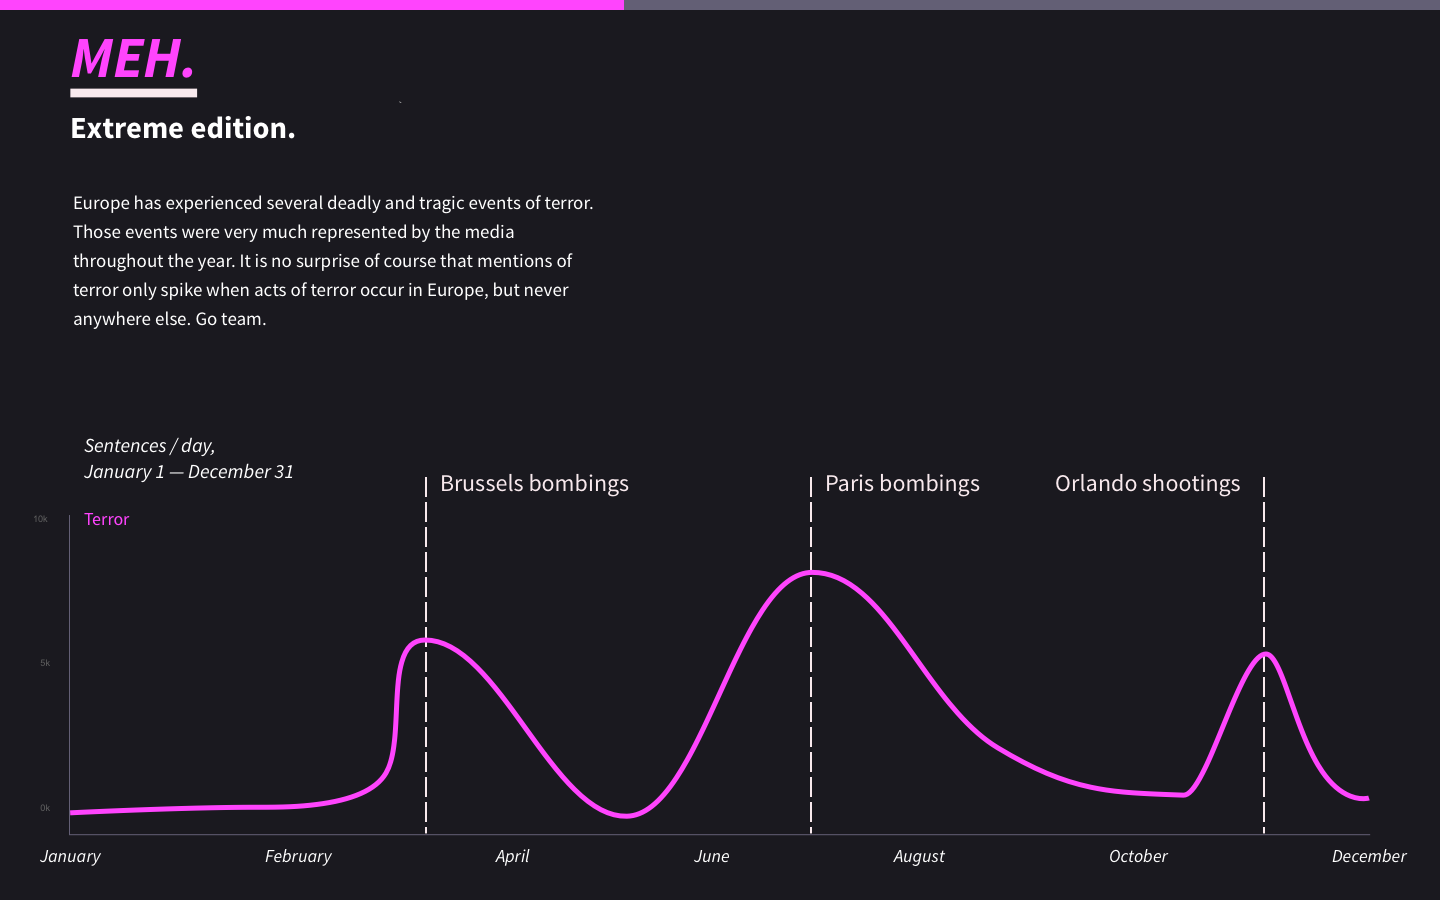 MEH.
Extreme edition.
Europe has experienced several deadly and tragic events of terror.
Those events were very much represented by the media
throughout the year. It is no surprise of course that mentions of
terror only spike when acts of terror occur in Europe, but never
anywhere else. Go team.
Sentences / day,
January 1 — December 31
Brussels bombings
Paris bombings
Orlando shootings
10k
Terror
5k
0k
January
February
April
June
August
October
December